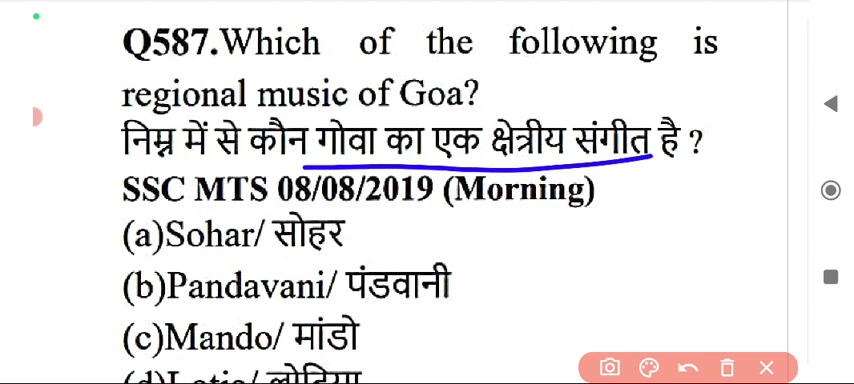 Q587.Which of the following is
regional music of Goa?
निम्न में से कौन गोवा का एक क्षेत्रीय संगीत है ?
SSC MTS 08/08/2019 (Morning)
(a)Sohar/ सोहर
(b)Pandavani/ पंडवानी
(c)Mando/ मांडो